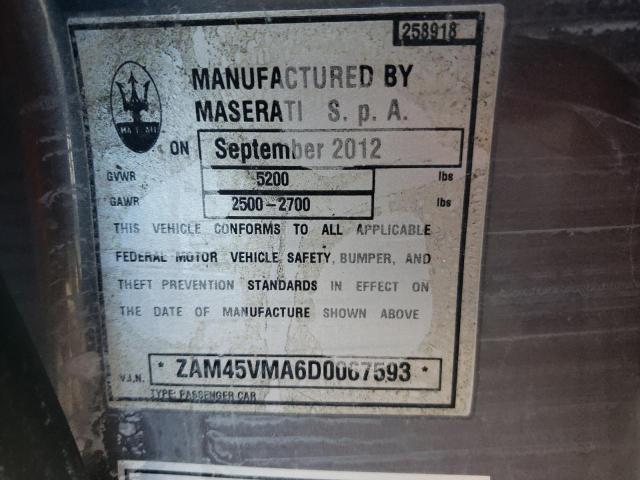 258918
MANUFACTURED BY
MASERATI S. p. A.
ON September 2012
GVWR 5200 lbs
GAWR 2500-2700 lbs
THIS VEHICLE CONFORMS TO ALL APPLICABLE
FEDERAL MOTOR VEHICLE SAFETY, BUMPER, AND
THEFT PREVENTION STANDARDS IN EFFECT ON
THE DATE OF MANUFACTURE SHOWN ABOVE
V.I.N. * ZAM45VMA6D0067593 *
TYPE: PASSENGER CAR